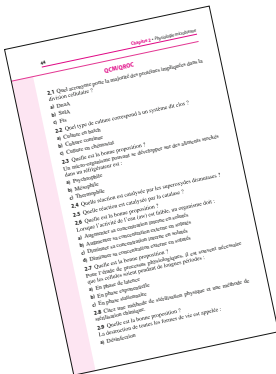 44
Chapitre 2 • Physiologie microbienne
QCM/QROC
2.1 Quel acronyme porte la majorité des protéines impliquées dans la
division cellulaire ?
a) DnaA
b) SulA
c) Fts
2.2 Quel type de culture correspond à un système dit clos ?
a) Culture en batch
b) Culture continue
c) Culture en chemostat
2.3 Quelle est la bonne proposition ?
Un micro-organisme pouvant se développer sur des aliments stockés
dans un réfrigérateur est :
a) Psychrophile
b) Mésophile
c) Thermophile
2.4 Quelle réaction est catalysée par les superoxydes dismutases ?
2.5 Quelle réaction est catalysée par la catalase ?
2.6 Quelle est la bonne proposition ?
Lorsque l'activité de l'eau (aw) est faible, un organisme doit :
a) Augmenter sa concentration interne en solutés
b) Augmenter sa concentration externe en solutés
c) Diminuer sa concentration interne en solutés
d) Diminuer sa concentration externe en solutés
2.7 Quelle est la bonne proposition ?
Pour l'étude de processus physiologiques, il est souvent nécessaire
que les cellules soient pendant de longues périodes :
a) En phase de latence
b) En phase exponentielle
c) En phase stationnaire
2.8 Citez une méthode de stérilisation physique et une méthode de
stérilisation chimique.
2.9 Quelle est la bonne proposition ?
La destruction de toutes les formes de vie est appelée :
a) Désinfection